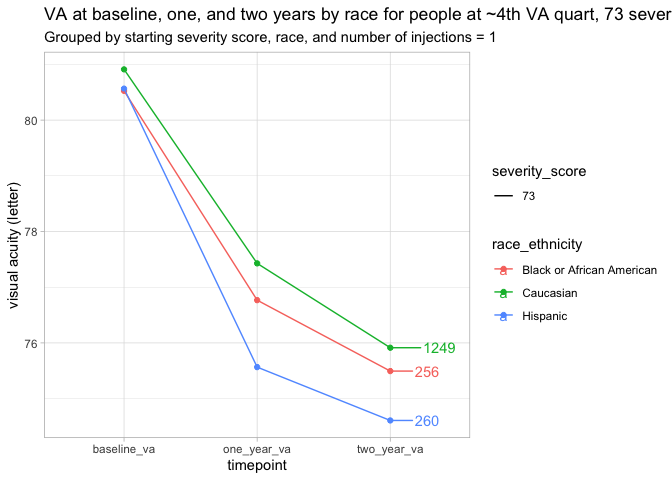 VA at baseline, one, and two years by race for people at ~4th VA quart, 73 sever
Grouped by starting severity score, race, and number of injections = 1
80
78
76
visual acuity (letter)
1249
256
260
baseline_va
one_year_va
two_year_va
timepoint
severity_score
73
race_ethnicity
a Black or African American
a Caucasian
a Hispanic